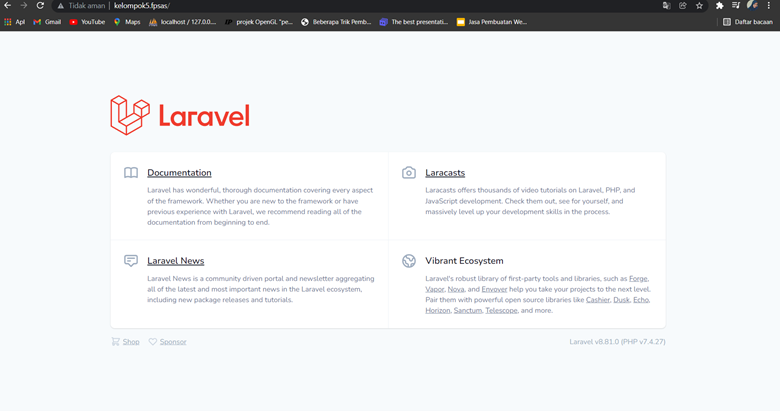 Tidak aman | kelompok5.fpsas/
Apl Gmail YouTube Maps localhost / 127.0.0.... projek OpenGL "pe... Beberapa Trik Pemb... The best presentati... Jasa Pembuatan We... Daftar bacaan
Laravel
Documentation
Laravel has wonderful, thorough documentation covering every aspect
of the framework. Whether you are new to the framework or have
previous experience with Laravel, we recommend reading all of the
documentation from beginning to end.
Laracasts
Laracasts offers thousands of video tutorials on Laravel, PHP, and
JavaScript development. Check them out, see for yourself, and
massively level up your development skills in the process.
Laravel News
Laravel News is a community driven portal and newsletter aggregating
all of the latest and most important news in the Laravel ecosystem,
including new package releases and tutorials.
Vibrant Ecosystem
Laravel's robust library of first-party tools and libraries, such as Forge,
Vapor, Nova, and Envoyer help you take your projects to the next level.
Pair them with powerful open source libraries like Cashier, Dusk, Echo,
Horizon, Sanctum, Telescope, and more.
Shop Sponsor Laravel v8.81.0 (PHP v7.4.27)